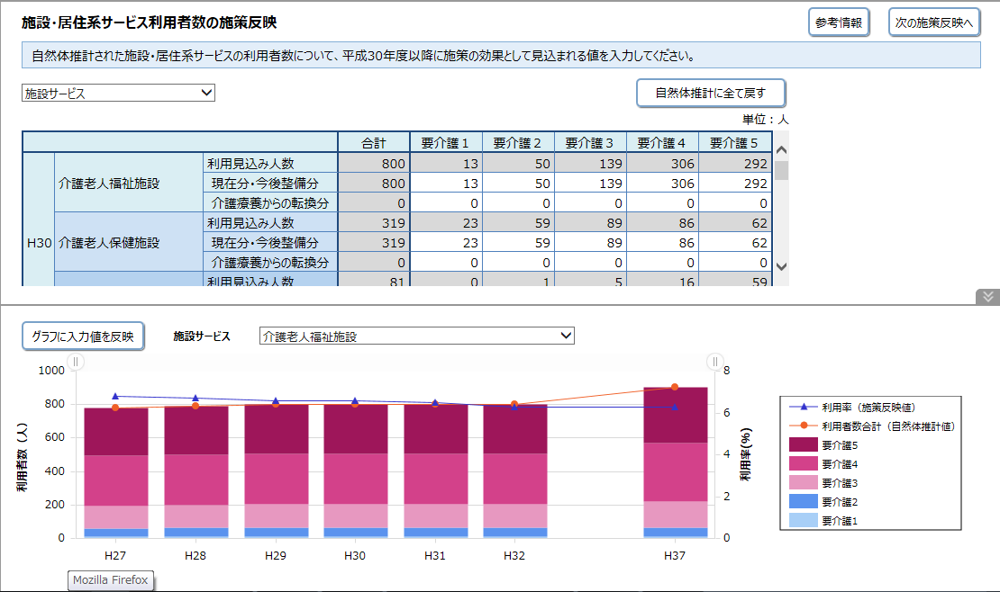 施設・居住系サービス利用者数の施策反映
参考情報
次の施策反映へ
自然体推計された施設・居住系サービスの利用者数について、平成30年度以降に施策の効果として見込まれる値を入力してください。
施設サービス
自然体推計に全て戻す
単位：人
合計 要介護１ 要介護２ 要介護３ 要介護４ 要介護５
H30
介護老人福祉施設
利用見込み人数 800 13 50 139 306 292
現在分・今後整備分 800 13 50 139 306 292
介護療養からの転換分 0 0 0 0 0 0
介護老人保健施設
利用見込み人数 319 23 59 89 86 62
現在分・今後整備分 319 23 59 89 86 62
介護療養からの転換分 0 0 0 0 0 0
利用見込み人数 81 0 1 5 16 59
グラフに入力値を反映
施設サービス
介護老人福祉施設
利用者数（人）
1000
800
600
400
200
0
8
6
4
2
0
利用率(%)
H27 H28 H29 H30 H31 H32 H37
利用率（施策反映値）
利用者数合計（自然体推計値）
要介護5
要介護4
要介護3
要介護2
要介護1
Mozilla Firefox